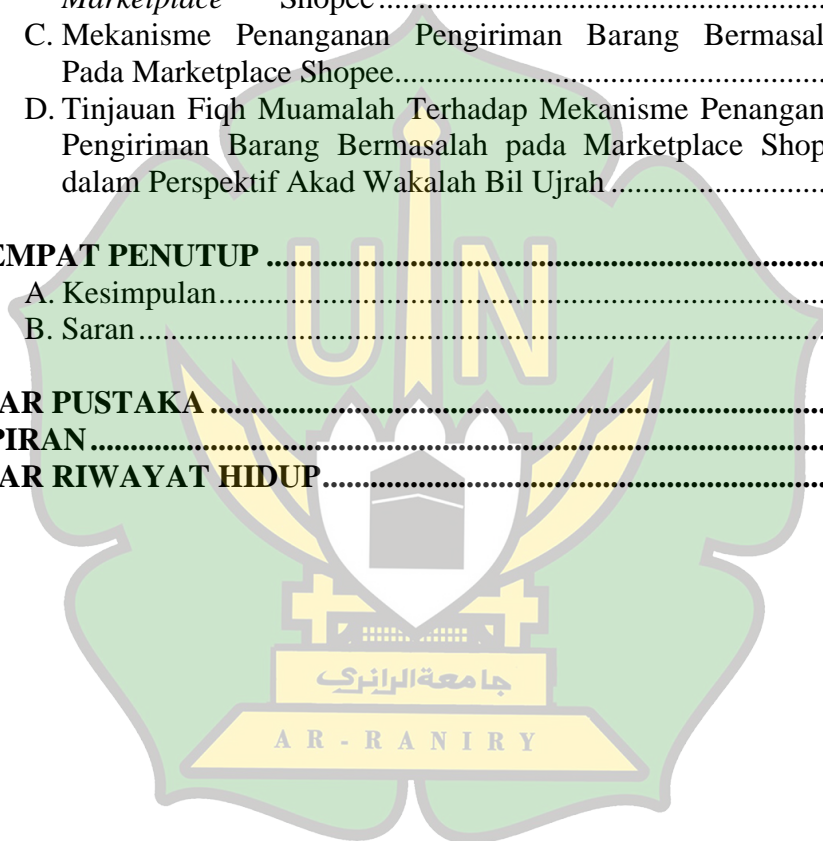 Marketplace Shopee........................................................
C. Mekanisme Penanganan Pengiriman Barang Bermasal
Pada Marketplace Shopee......................................................
D. Tinjauan Fiqh Muamalah Terhadap Mekanisme Penangan
Pengiriman Barang Bermasalah pada Marketplace Shop
dalam Perspektif Akad Wakalah Bil Ujrah...........................
EMPAT PENUTUP........................................................................
A. Kesimpulan............................................................................
B. Saran.......................................................................................
AR PUSTAKA................................................................................
PIRAN.............................................................................................
AR RIWAYAT HIDUP.................................................................
UIN
جامعة الرانري
AR-RANIRY